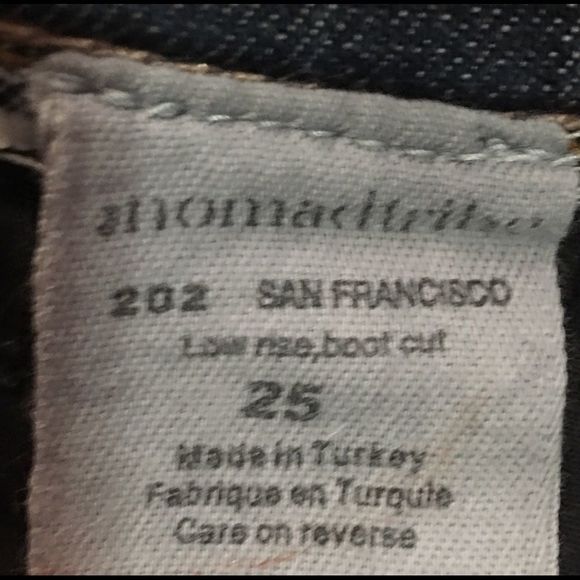 202 SAN FRANCISCO
Low rise,boot cut
25
Made in Turkey
Fabrique en Turquie
Care on reverse